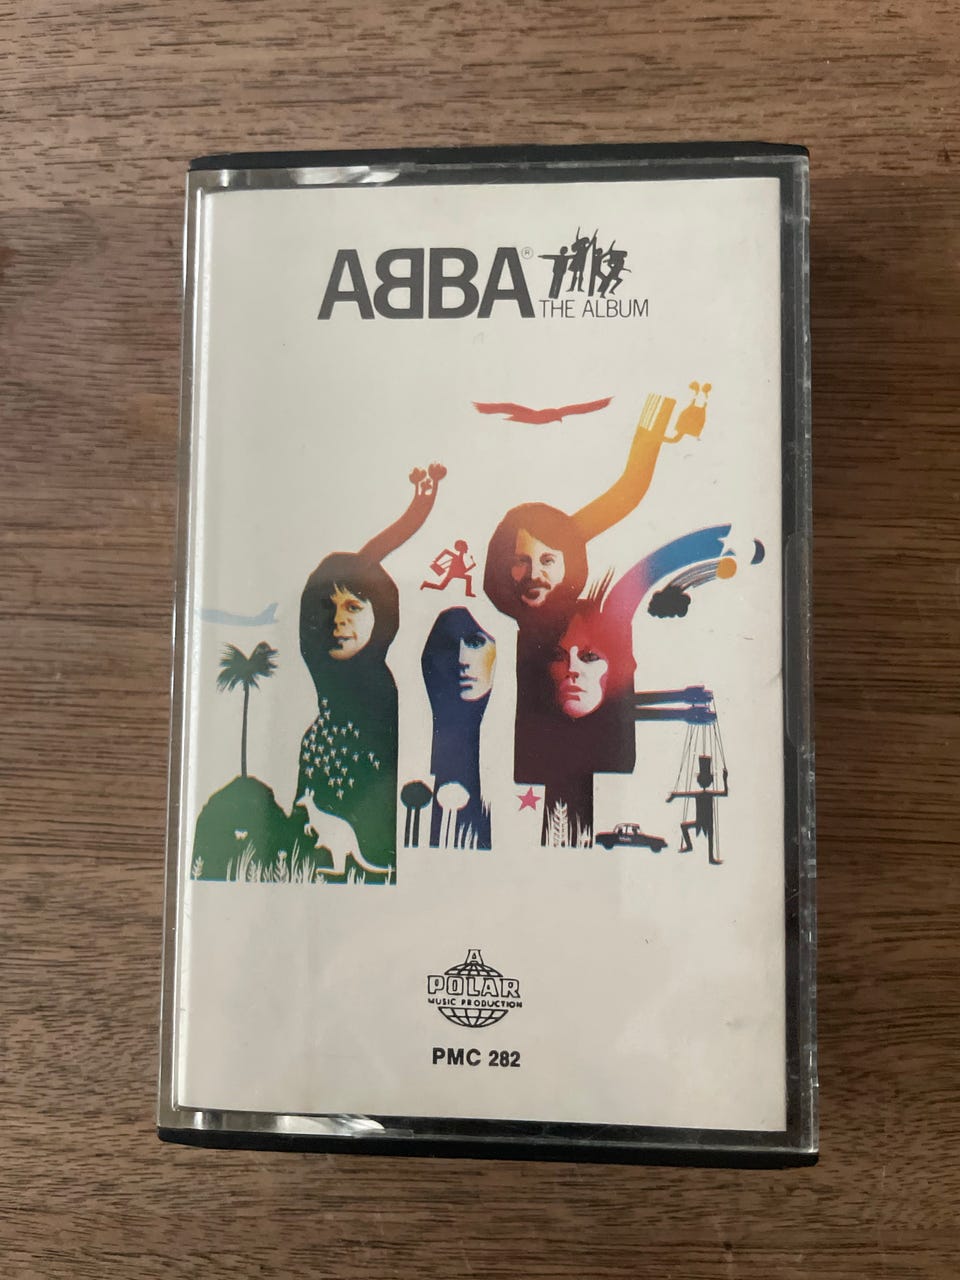 ABBA®
THE ALBUM
A
POLAR
MUSIC PRODUCTION
PMC 282